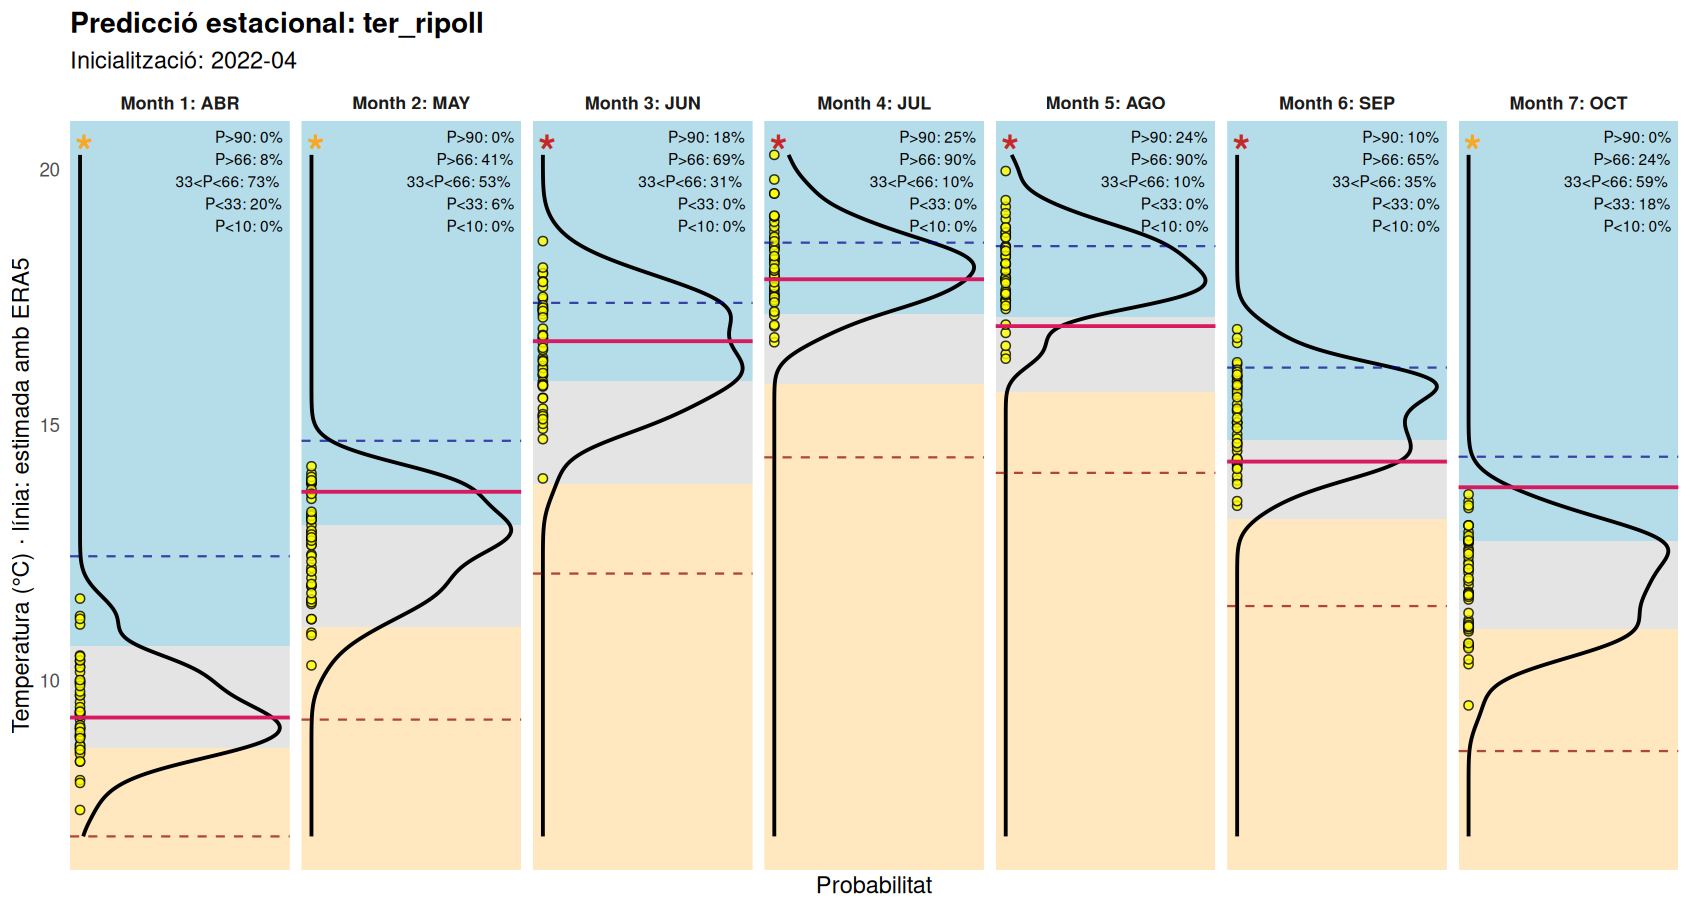 Predicció estacional: ter_ripoll
Inicialització: 2022-04
Month 1: ABR
Month 2: MAY
Month 3: JUN
Month 4: JUL
Month 5: AGO
Month 6: SEP
Month 7: OCT
P>90: 0%
P>66: 8%
33<P<66: 73%
P<33: 20%
P<10: 0%
P>90: 0%
P>66: 41%
33<P<66: 53%
P<33: 6%
P<10: 0%
P>90: 18%
P>66: 69%
33<P<66: 31%
P<33: 0%
P<10: 0%
P>90: 25%
P>66: 90%
33<P<66: 10%
P<33: 0%
P<10: 0%
P>90: 24%
P>66: 90%
33<P<66: 10%
P<33: 0%
P<10: 0%
P>90: 10%
P>66: 65%
33<P<66: 35%
P<33: 0%
P<10: 0%
P>90: 0%
P>66: 24%
33<P<66: 59%
P<33: 18%
P<10: 0%
20
15
10
Temperatura (°C) · línia: estimada amb ERA5
Probabilitat